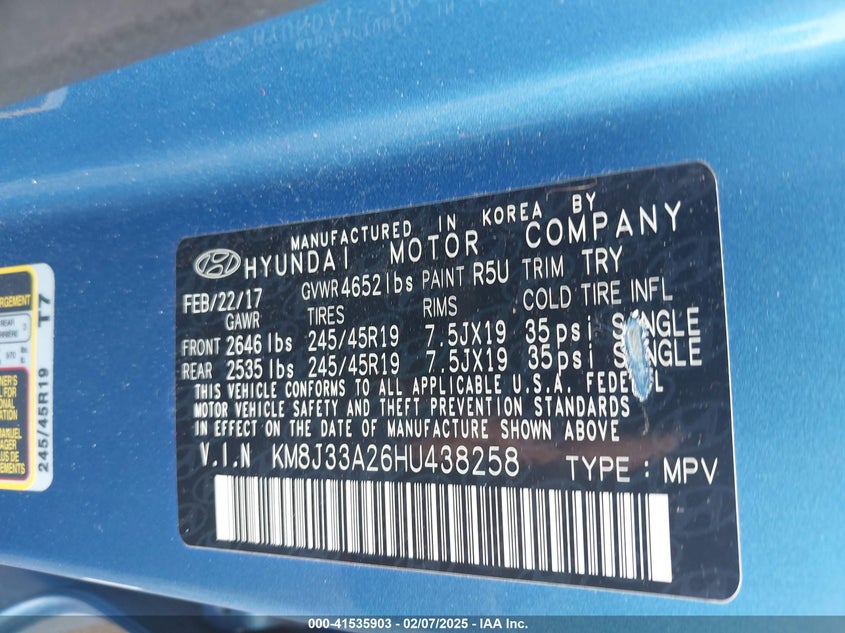 MANUFACTURED IN KOREA BY
HYUNDAI MOTOR COMPANY
FEB/22/17 GVWR 4652 lbs PAINT R5U TRIM TRY
GAWR TIRES RIMS COLD TIRE INFL
FRONT 2646 lbs 245/45R19 7.5JX19 35psi SINGLE
REAR 2535 lbs 245/45R19 7.5JX19 35psi SINGLE
THIS VEHICLE CONFORMS TO ALL APPLICABLE U.S.A. FEDERAL
MOTOR VEHICLE SAFETY AND THEFT PREVENTION STANDARDS
IN EFFECT ON THE DATE OF MANUFACTURE SHOWN ABOVE
V.I.N KM8J33A26HU438258 TYPE : MPV
T7
245/45R19
000-41535903 - 02/07/2025 - IAA Inc.